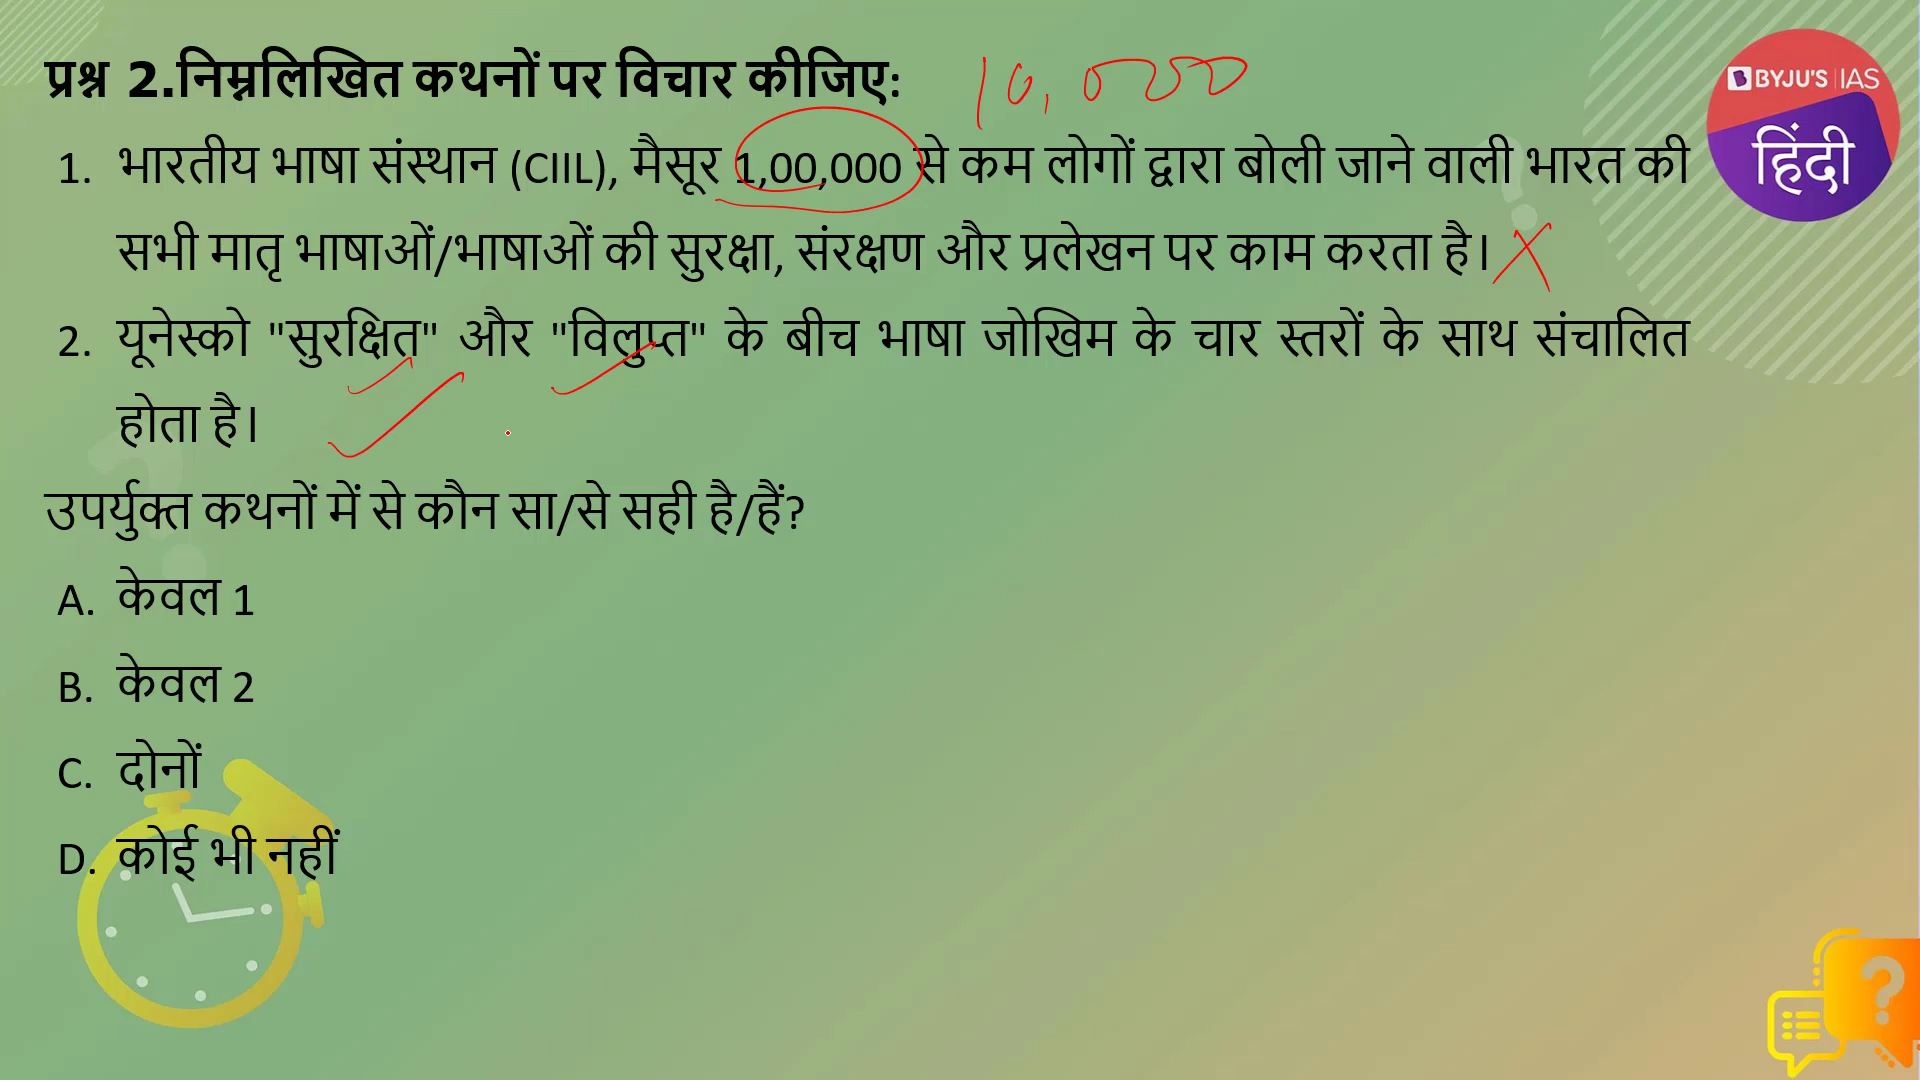 प्रश्न 2.निम्नलिखित कथनों पर विचार कीजिए:
10,000
BYJU'S IAS
हिंदी
1. भारतीय भाषा संस्थान (CIIL), मैसूर 1,00,000 से कम लोगों द्वारा बोली जाने वाली भारत की
सभी मातृ भाषाओं/भाषाओं की सुरक्षा, संरक्षण और प्रलेखन पर काम करता है।
2. यूनेस्को "सुरक्षित" और "विलुप्त" के बीच भाषा जोखिम के चार स्तरों के साथ संचालित
होता है।
उपर्युक्त कथनों में से कौन सा/से सही है/हैं?
A. केवल 1
B. केवल 2
C. दोनों
D. कोई भी नहीं